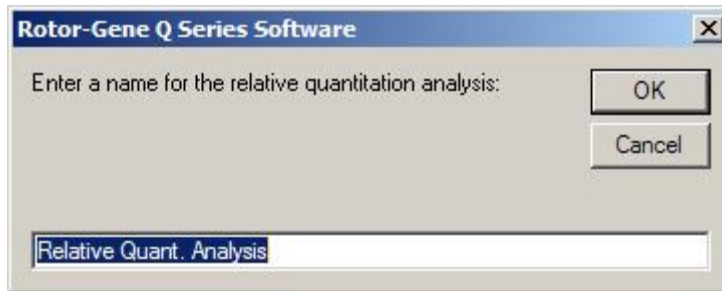 Rotor-Gene Q Series Software
Enter a name for the relative quantitation analysis:
OK
Cancel
Relative Quant. Analysis